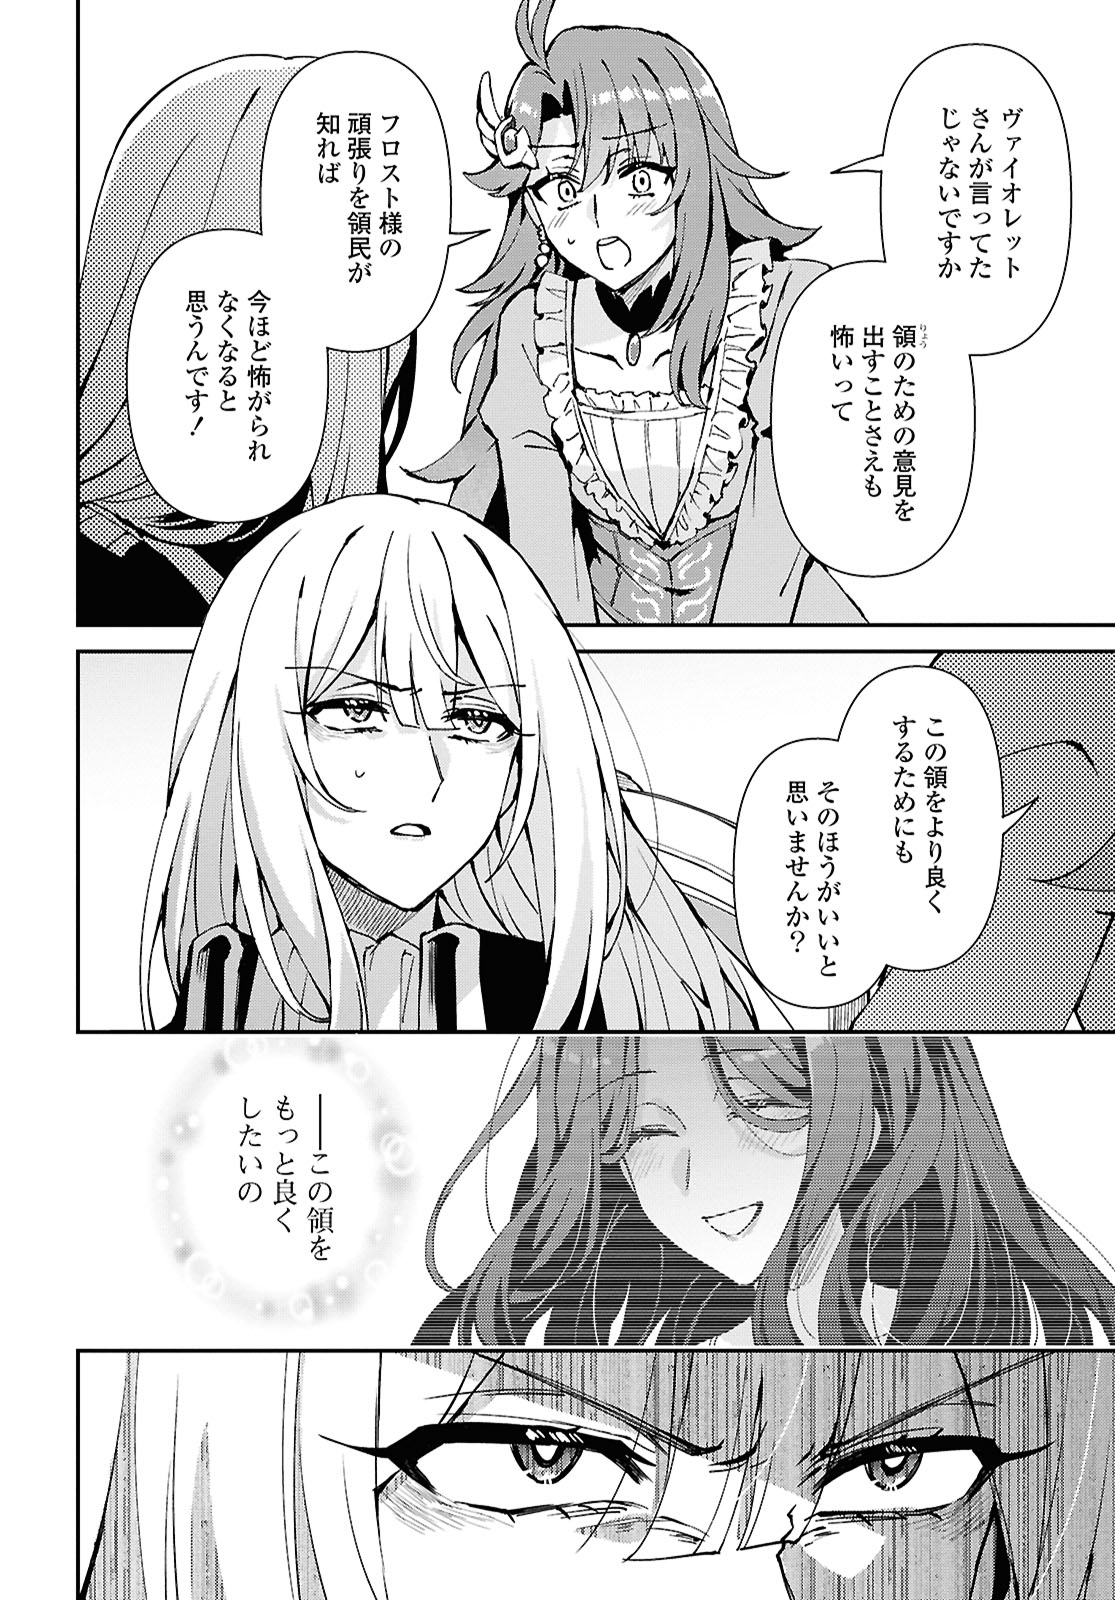 ヴァイオレット
さんが言ってた
じゃないですか
領のための意見を
りょう
出すことさえも
怖いって
フロスト様の
頑張りを領民が
知れば
今ほど怖がられ
なくなると
思うんです!
この領をより良く
するためにも
そのほうがいいと
思いませんか?
――この領を
もっと良く
したいの